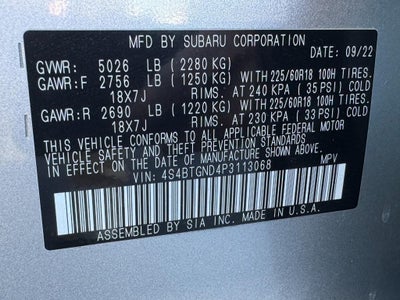 MFD. BY SUBARU CORPORATION
DATE: 09/22
GVWR: 5026 LB (2280 KG)
GAWR:F 2756 LB (1250 KG) WITH 225/60R18 100H TIRES.
18X7J RIMS. AT 240 KPA (35 PSI) COLD
GAWR:R 2690 LB (1220 KG) WITH 225/60R18 100H TIRES.
18X7J RIMS. AT 230 KPA (33 PSI) COLD
THIS VEHICLE CONFORMS TO ALL APPLICABLE FEDERAL MOTOR
VEHICLE SAFETY AND THEFT PREVENTION STANDARDS
IN EFFECT ON THE DATE OF MANUFACTURE SHOWN ABOVE.
VIN: 4S4BTGND4P3113068 MPV
ASSEMBLED BY SIA INC. MADE IN U.S.A.